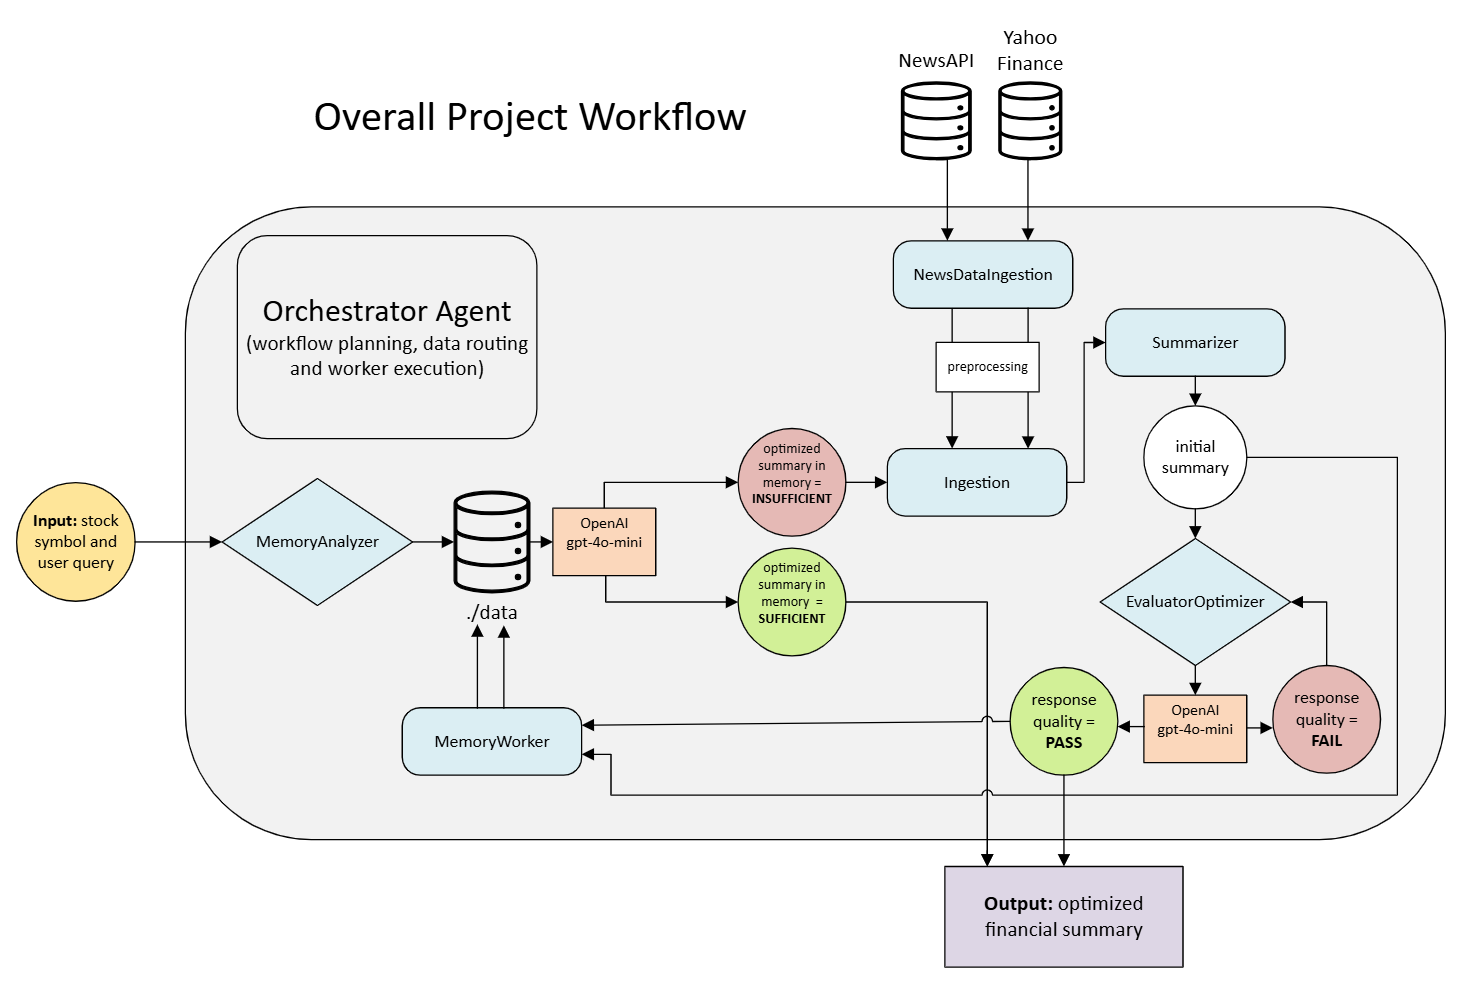 Yahoo
Finance
NewsAPI
Overall Project Workflow
Orchestrator Agent
(workflow planning, data routing
and worker execution)
NewsDataIngestion
preprocessing
Summarizer
initial
summary
optimized
summary in
memory =
INSUFFICIENT
Ingestion
Input: stock
symbol and
user query
MemoryAnalyzer
./data
OpenAI
gpt-4o-mini
optimized
summary in
memory =
SUFFICIENT
EvaluatorOptimizer
response
quality =
PASS
OpenAI
gpt-4o-mini
response
quality =
FAIL
MemoryWorker
Output: optimized
financial summary